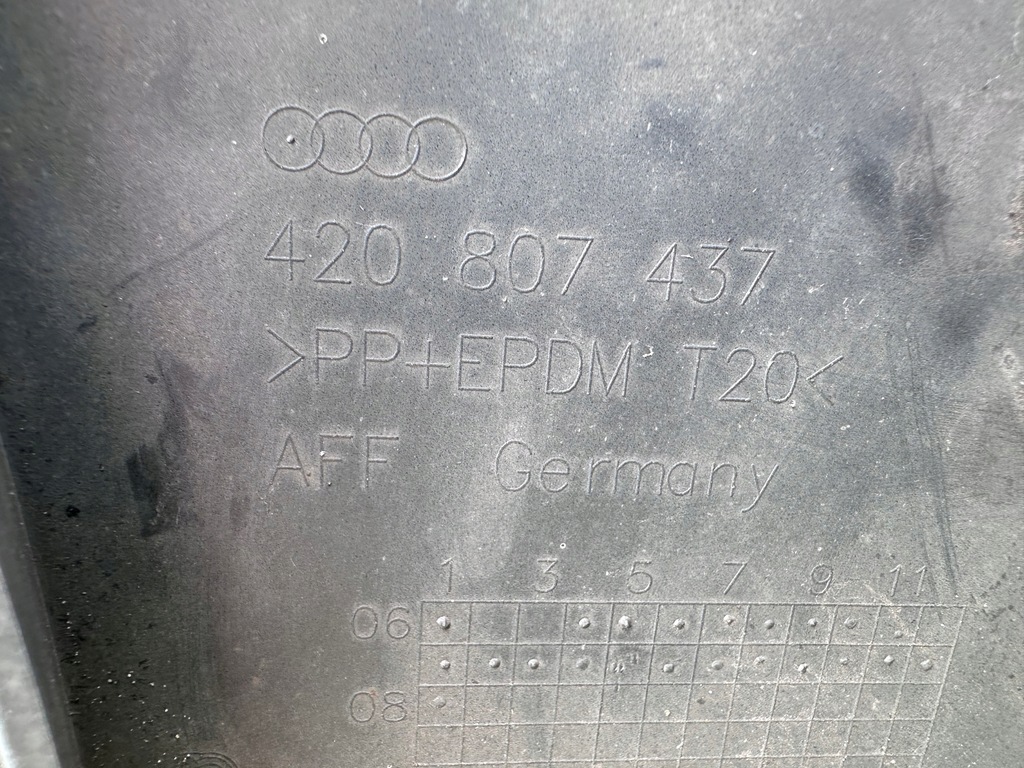 420 807 437
>PP+EPDM T20<
AFF Germany
1 3 5 7 9 11
06
08